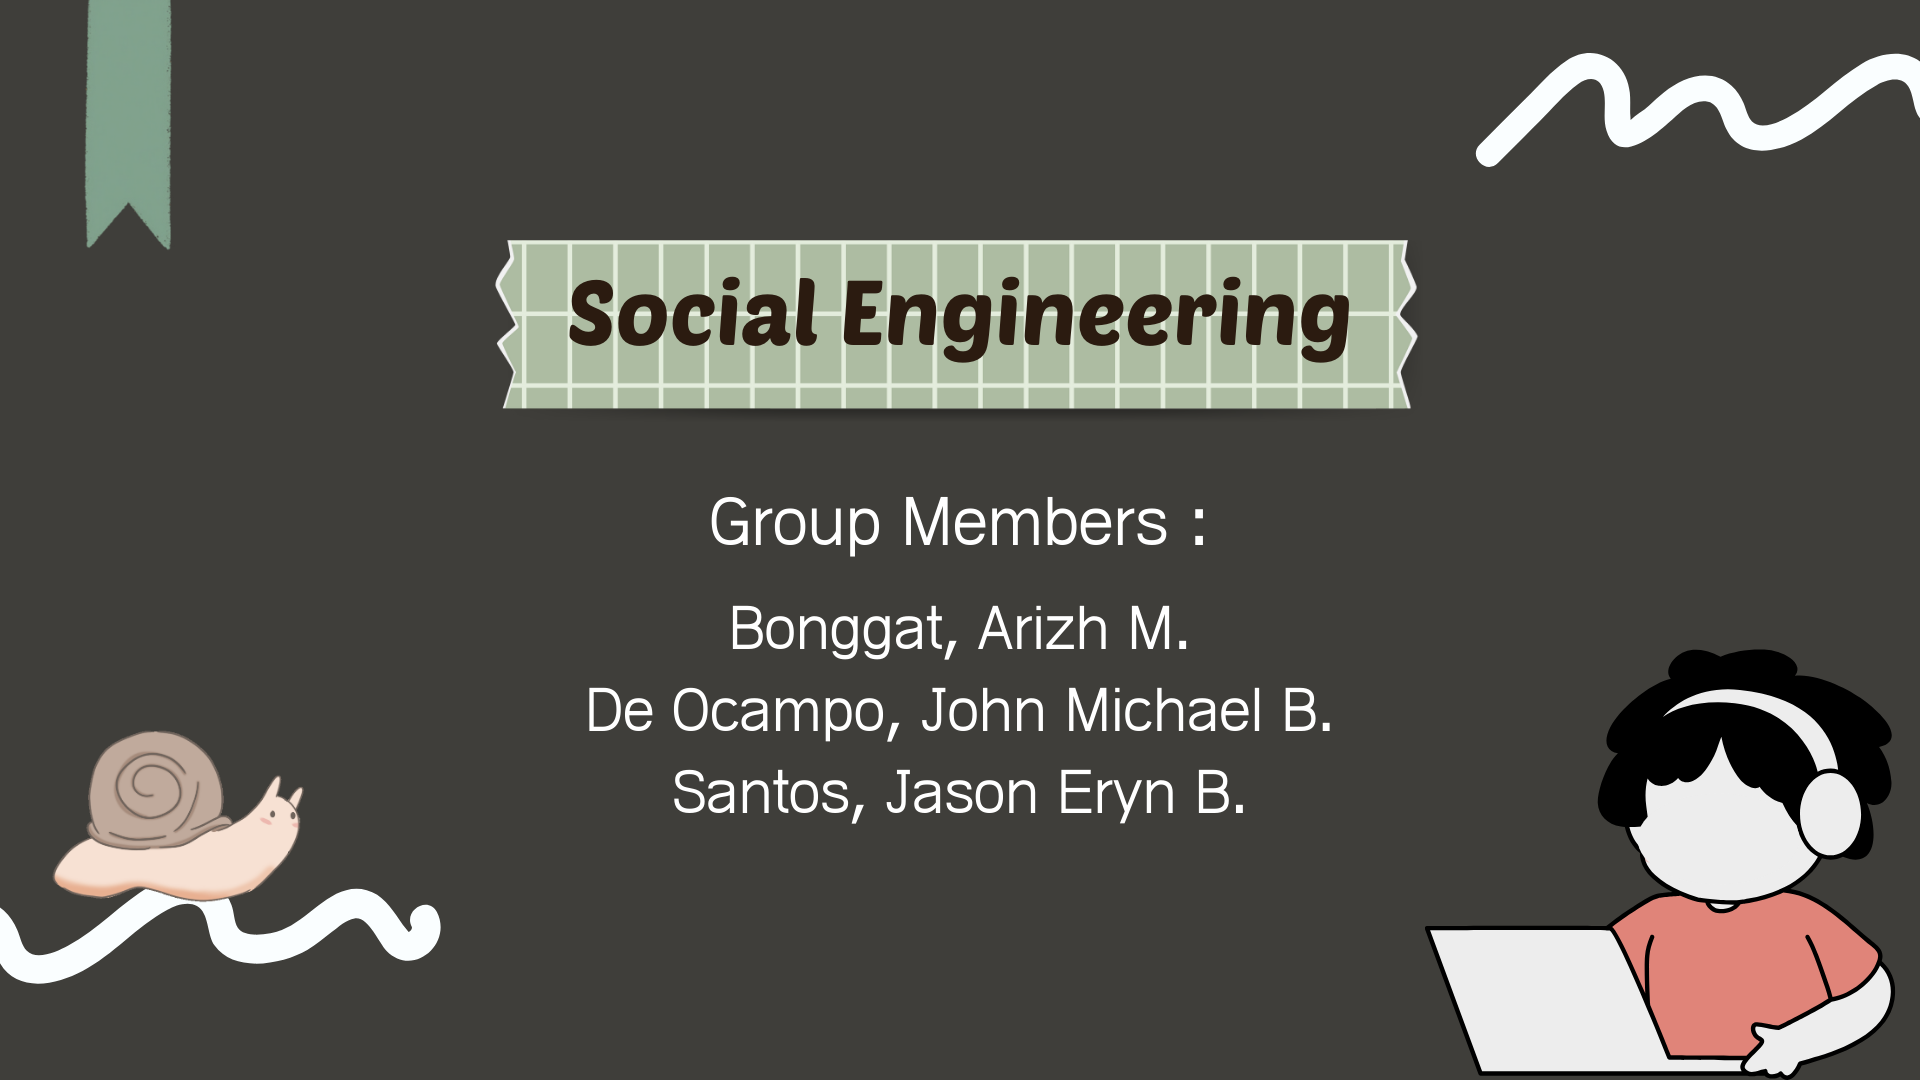 Social Engineering
Group Members :
Bonggat, Arizh M.
De Ocampo, John Michael B.
Santos, Jason Eryn B.